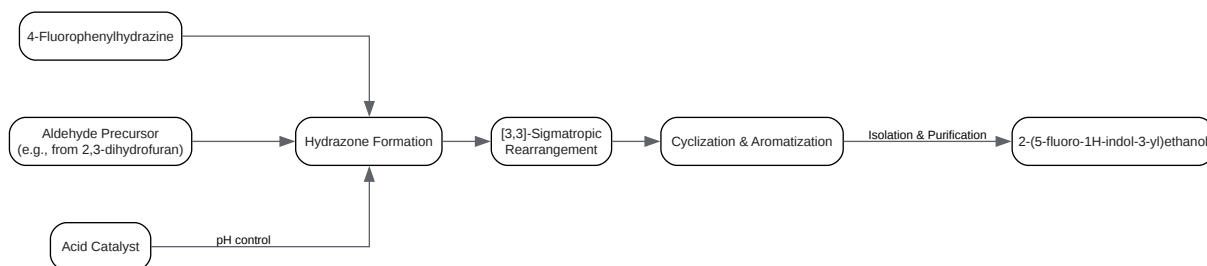 4-Fluorophenylhydrazine
Aldehyde Precursor
(e.g., from 2,3-dihydrofuran)
Hydrazone Formation
[3,3]-Sigmatropic
Rearrangement
Cyclization & Aromatization
Isolation & Purification
2-(5-fluoro-1H-indol-3-yl)ethanol
Acid Catalyst
pH control